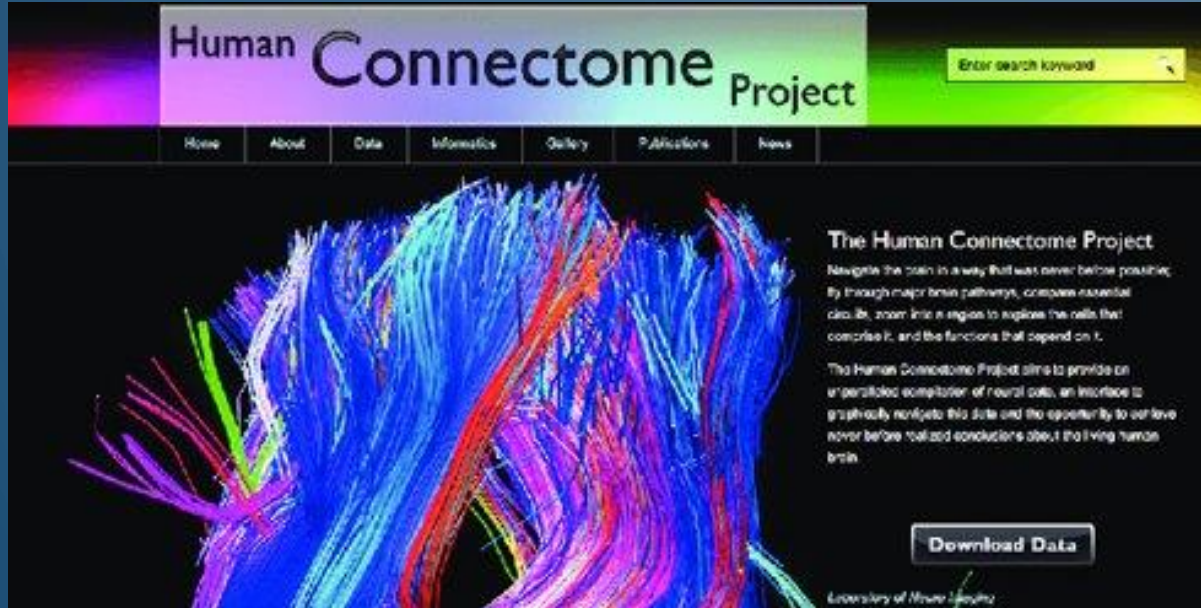 Human Connectome Project
Enter search keyword
Home About Data Informatics Gallery Publications News
The Human Connectome Project
Navigate the brain in a way that was never before possible;
fly through major brain pathways, compare essential
circuits, zoom into a region to explore the cells that
comprise it, and the functions that depend on it.
The Human Connectome Project aims to provide an
unparalleled compilation of neural data, an interface to
graphically navigate this data and the opportunity to achieve
never before realized conclusions about the living human
brain.
Download Data
Laboratory of Neuro Imaging